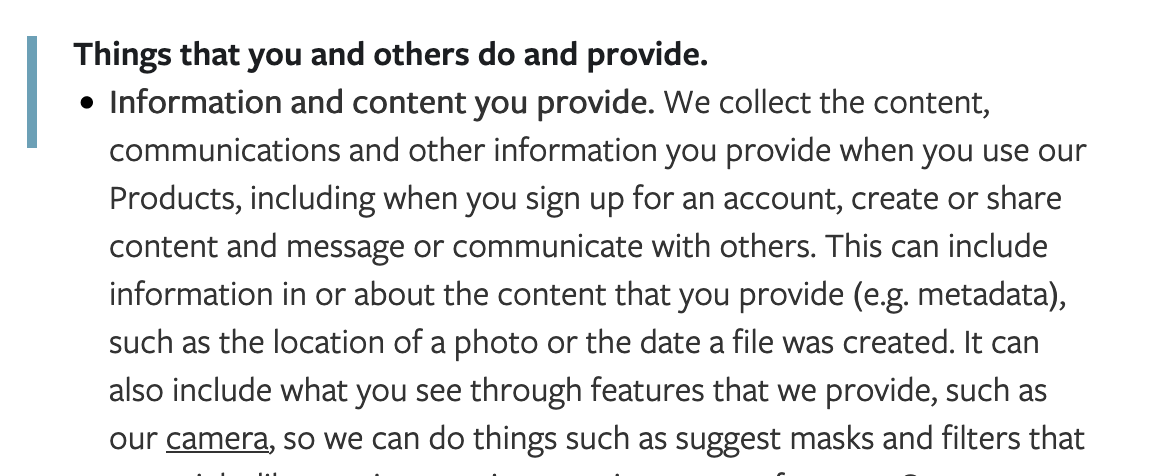 Things that you and others do and provide.
• Information and content you provide. We collect the content,
communications and other information you provide when you use our
Products, including when you sign up for an account, create or share
content and message or communicate with others. This can include
information in or about the content that you provide (e.g. metadata),
such as the location of a photo or the date a file was created. It can
also include what you see through features that we provide, such as
our camera, so we can do things such as suggest masks and filters that